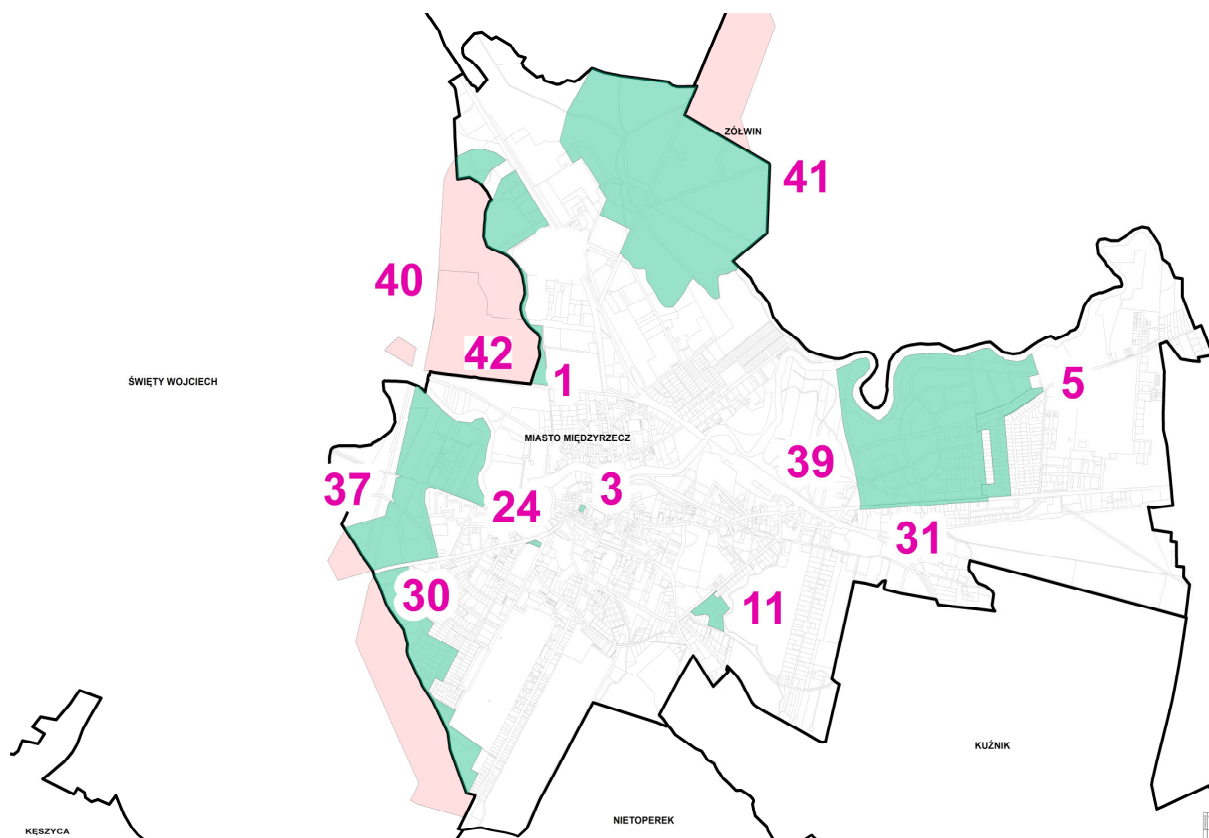 ZÓŁWIN
41
40
42
1
5
ŚWIĘTY WOJCIECH
MIASTO MIĘDZYRZECZ
39
37
3
24
31
30
11
KUŹNIK
NIETOPEREK
KĘSZYCA